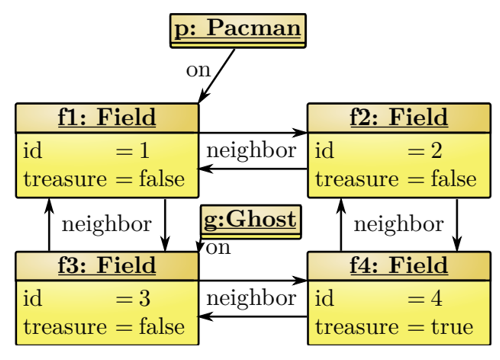 p: Pacman
on
f1: Field
id = 1
treasure = false
neighbor
f2: Field
id = 2
treasure = false
neighbor
g:Ghost
on
neighbor
f3: Field
id = 3
treasure = false
neighbor
f4: Field
id = 4
treasure = true